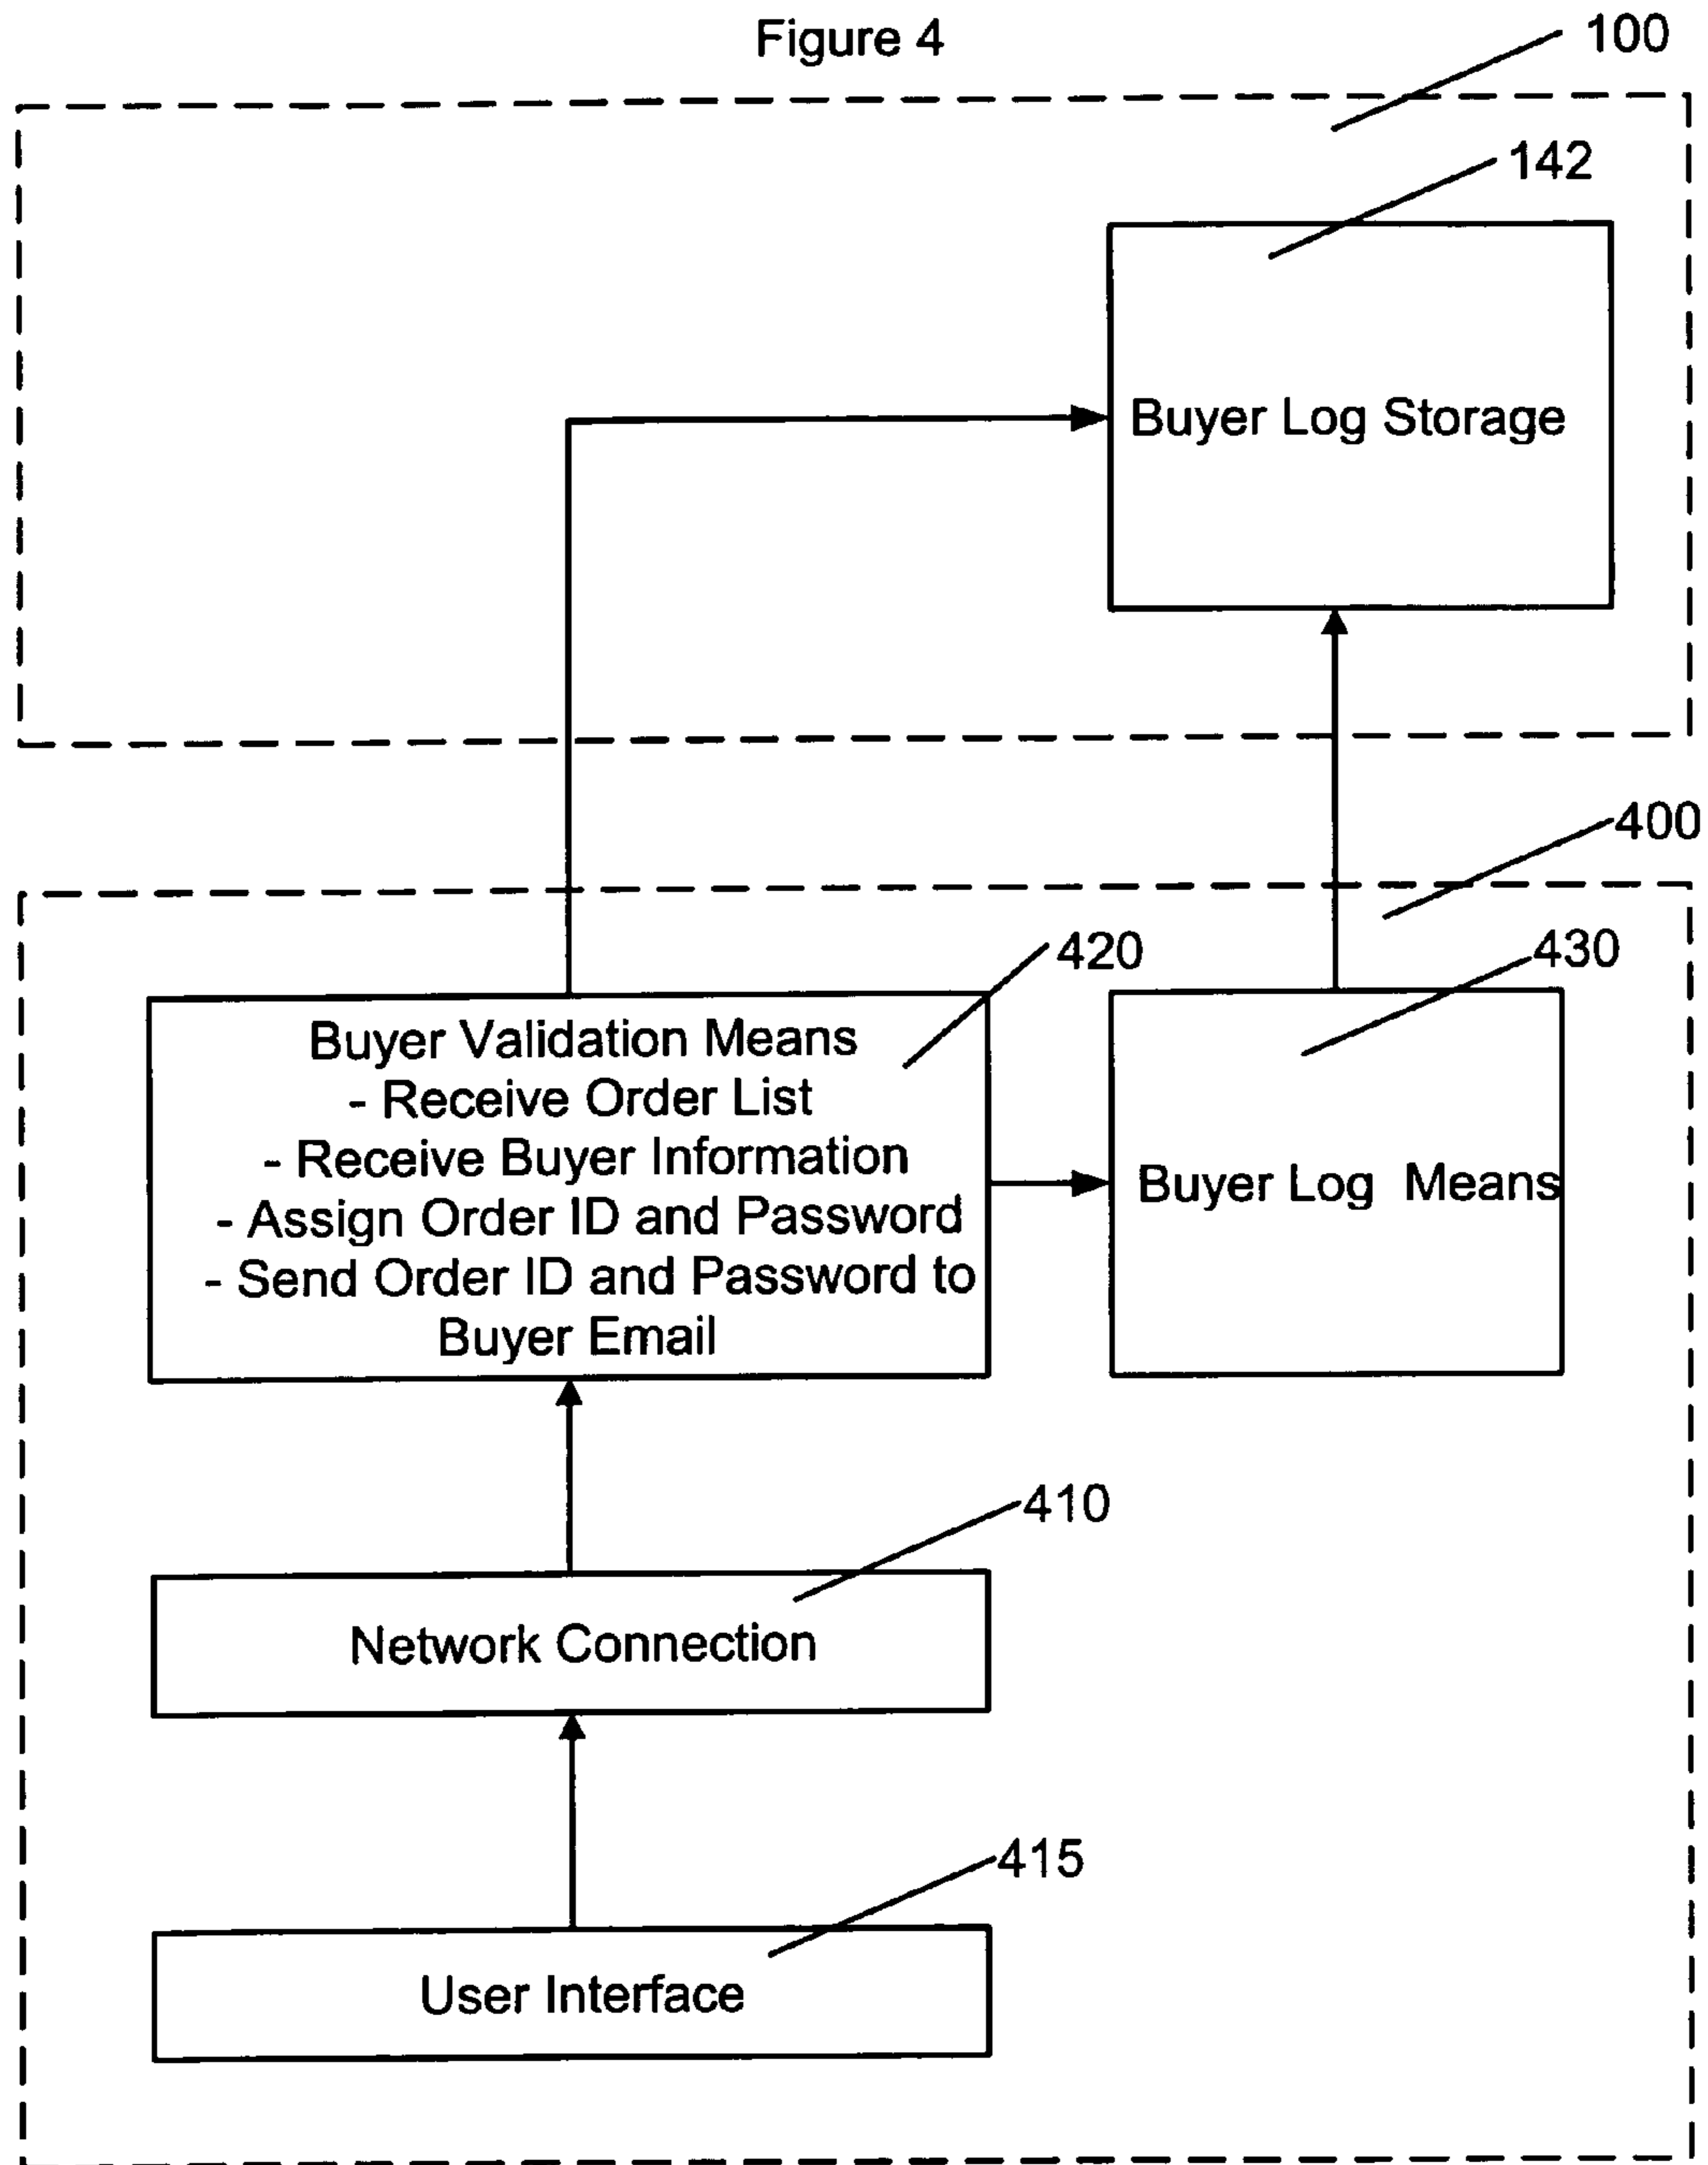 Figure 4
100
142
Buyer Log Storage
400
420
430
Buyer Validation Means
- Receive Order List
- Receive Buyer Information
- Assign Order ID and Password
- Send Order ID and Password to
Buyer Email
Buyer Log Means
410
Network Connection
415
User Interface